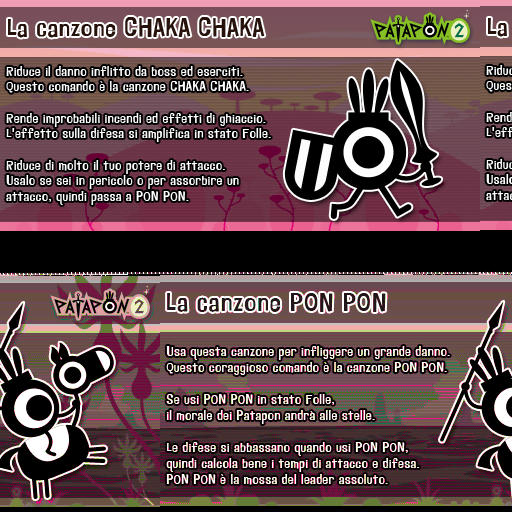 La canzone CHAKA CHAKA
PATAPON 2
La
Riduce il danno inflitto da boss ed eserciti.
Questo comando è la canzone CHAKA CHAKA.
Rende improbabili incendi ed effetti di ghiaccio.
L'effetto sulla difesa si amplifica in stato Folle.
Riduce di molto il tuo potere di attacco.
Usalo se sei in pericolo o per assorbire un
attacco, quindi passa a PON PON.
PATAPON 2
La canzone PON PON
Usa questa canzone per infliggere un grande danno.
Questo coraggioso comando è la canzone PON PON.
Se usi PON PON in stato Folle,
il morale dei Patapon andrà alle stelle.
Le difese si abbassano quando usi PON PON,
quindi calcola bene i tempi di attacco e difesa.
PON PON è la mossa del leader assoluto.